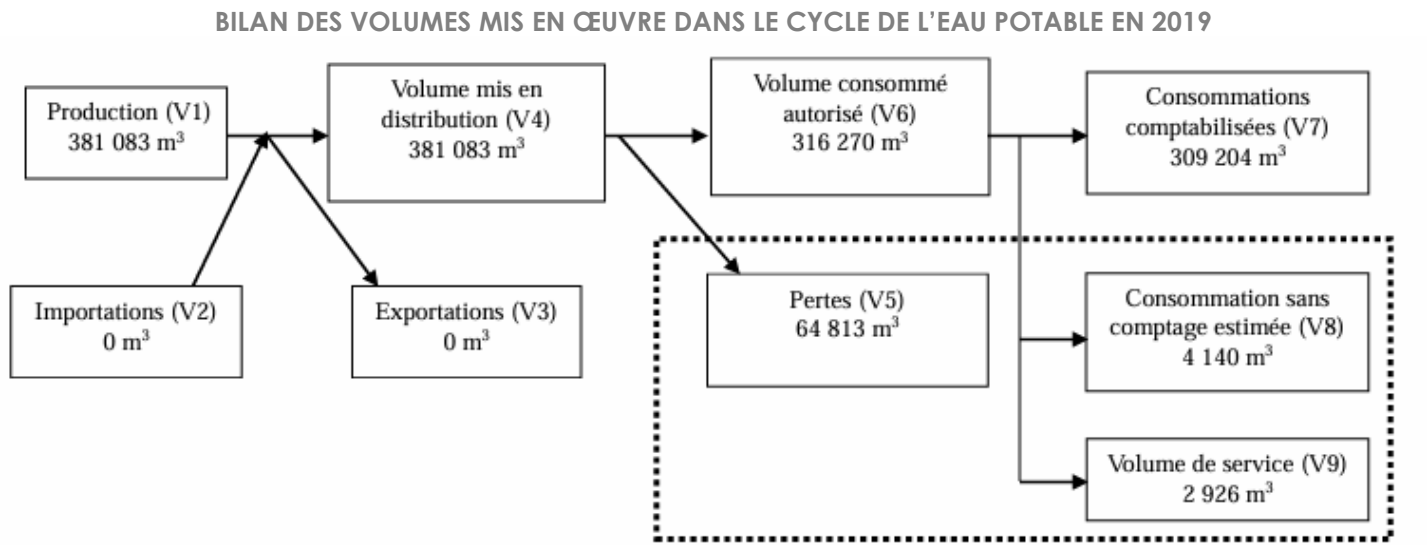 BILAN DES VOLUMES MIS EN ŒUVRE DANS LE CYCLE DE L’EAU POTABLE EN 2019
Production (V1)
381 083 m³
Volume mis en
distribution (V4)
381 083 m³
Volume consommé
autorisé (V6)
316 270 m³
Consommations
comptabilisées (V7)
309 204 m³
Importations (V2)
0 m³
Exportations (V3)
0 m³
Pertes (V5)
64 813 m³
Consommation sans
comptage estimée (V8)
4 140 m³
Volume de service (V9)
2 926 m³